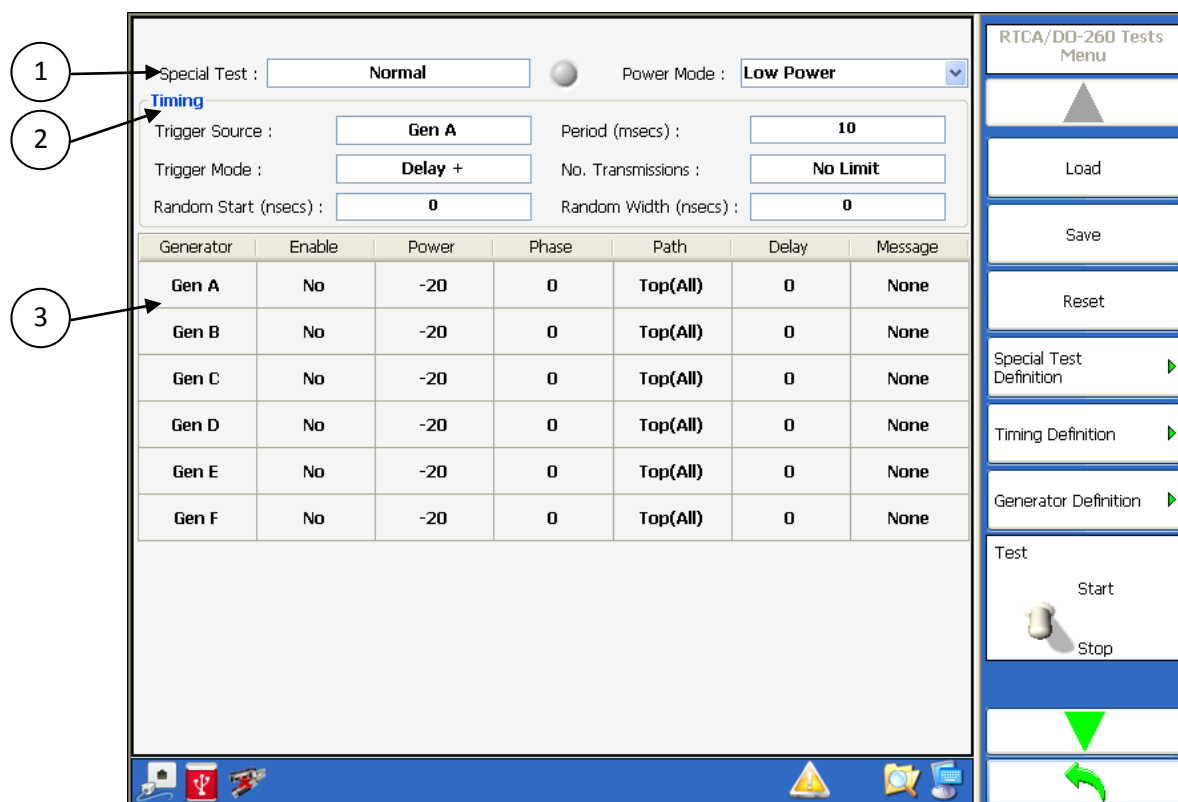 1
Special Test : Normal Power Mode : Low Power
2
Timing
Trigger Source : Gen A Period (msecs) : 10
Trigger Mode : Delay + No. Transmissions : No Limit
Random Start (nsecs) : 0 Random Width (nsecs) : 0
3
Generator Enable Power Phase Path Delay Message
Gen A No -20 0 Top(All) 0 None
Gen B No -20 0 Top(All) 0 None
Gen C No -20 0 Top(All) 0 None
Gen D No -20 0 Top(All) 0 None
Gen E No -20 0 Top(All) 0 None
Gen F No -20 0 Top(All) 0 None
RTCA/DO-260 Tests
Menu
Load
Save
Reset
Special Test
Definition
Timing Definition
Generator Definition
Test
Start
Stop